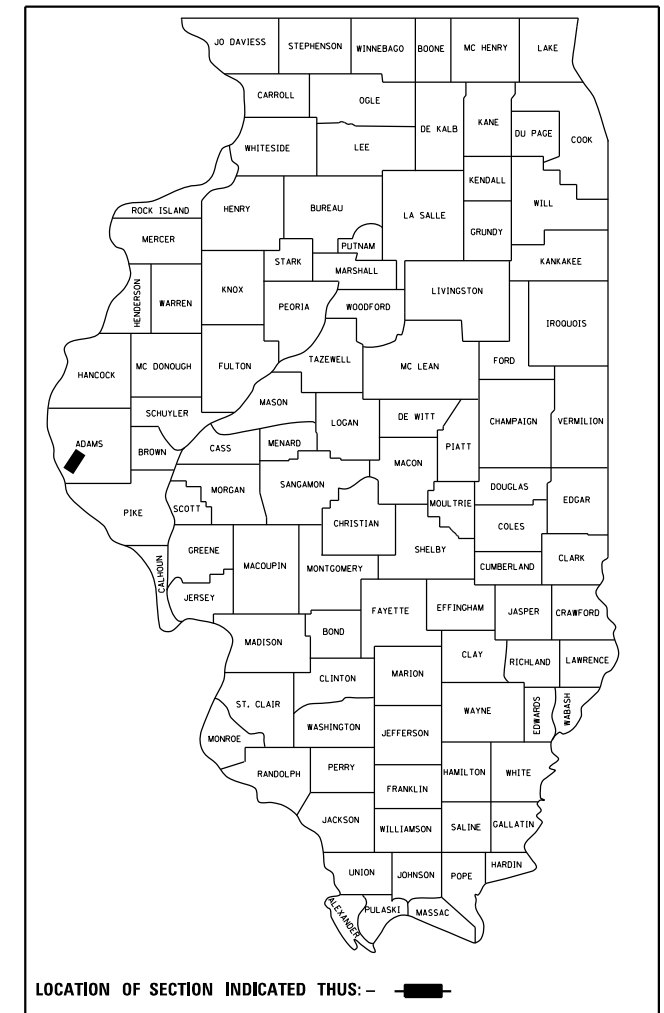 JO DAVIESS
STEPHENSON
WINNEBAGO
BOONE
MC HENRY
LAKE
CARROLL
OGLE
DE KALB
KANE
DU PAGE
COOK
WHITESIDE
LEE
KENDALL
WILL
ROCK ISLAND
HENRY
BUREAU
LA SALLE
GRUNDY
MERCER
PUTNAM
STARK
MARSHALL
KANKAKEE
HENDERSON
WARREN
KNOX
PEORIA
WOODFORD
LIVINGSTON
IROQUOIS
HANCOCK
MC DONOUGH
FULTON
TAZEWELL
MC LEAN
FORD
SCHUYLER
MASON
LOGAN
DE WITT
CHAMPAIGN
VERMILION
ADAMS
BROWN
CASS
MENARD
PIATT
MACON
MORGAN
SANGAMON
DOUGLAS
EDGAR
PIKE
SCOTT
CHRISTIAN
MOULTRIE
COLES
GREENE
MACOUPIN
MONTGOMERY
SHELBY
CUMBERLAND
CLARK
CALHOUN
JERSEY
FAYETTE
EFFINGHAM
JASPER
CRAWFORD
MADISON
BOND
CLAY
RICHLAND
LAWRENCE
CLINTON
MARION
ST. CLAIR
WAYNE
EDWARDS
WABASH
WASHINGTON
JEFFERSON
MONROE
RANDOLPH
PERRY
HAMILTON
WHITE
FRANKLIN
JACKSON
WILLIAMSON
SALINE
GALLATIN
UNION
JOHNSON
POPE
HARDIN
ALEXANDER
PULASKI
MASSAC
LOCATION OF SECTION INDICATED THUS: –